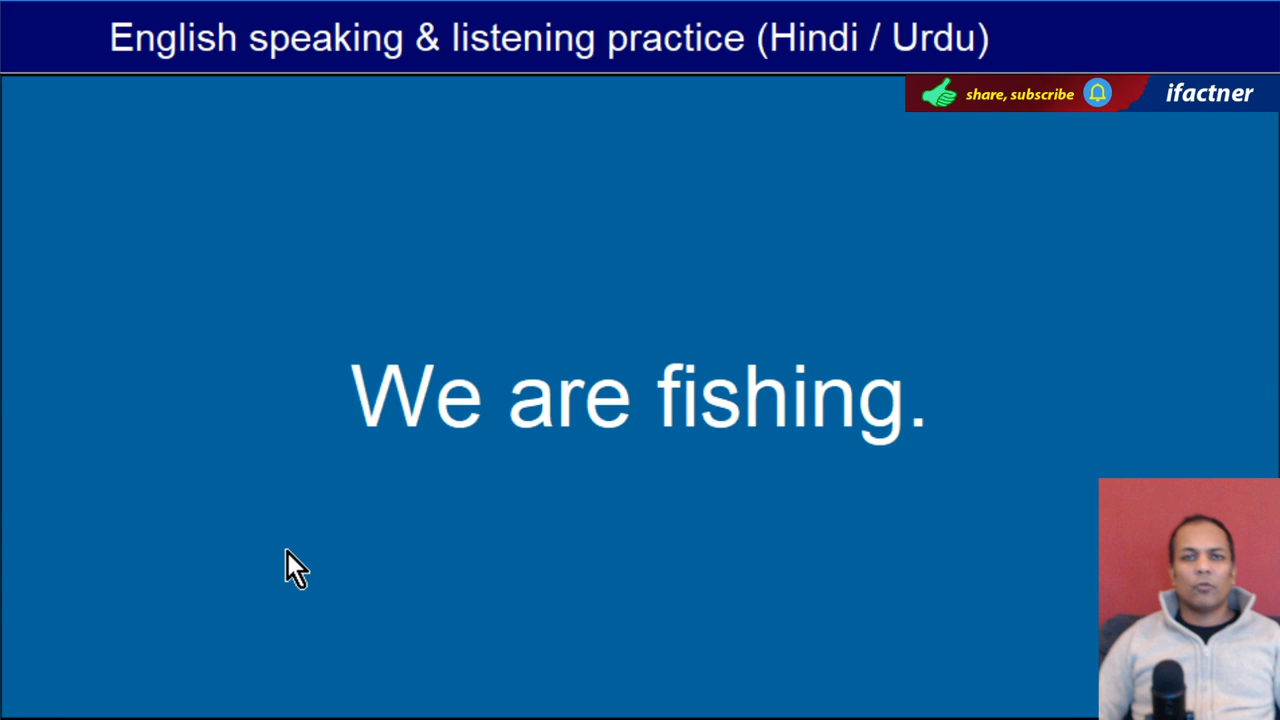 English speaking & listening practice (Hindi / Urdu)
share, subscribe
ifactner
We are fishing.